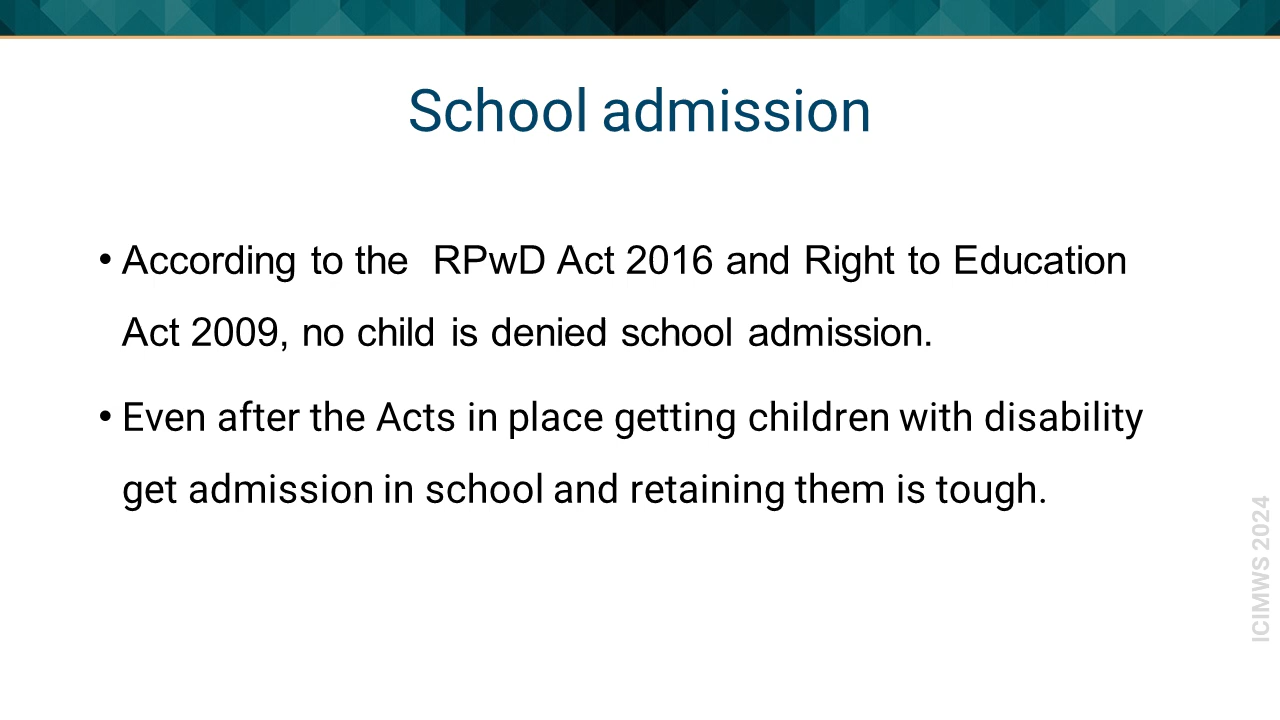 School admission
• According to the  RPwD Act 2016 and Right to Education
Act 2009, no child is denied school admission.
• Even after the Acts in place getting children with disability
get admission in school and retaining them is tough.
ICIMWS 2024